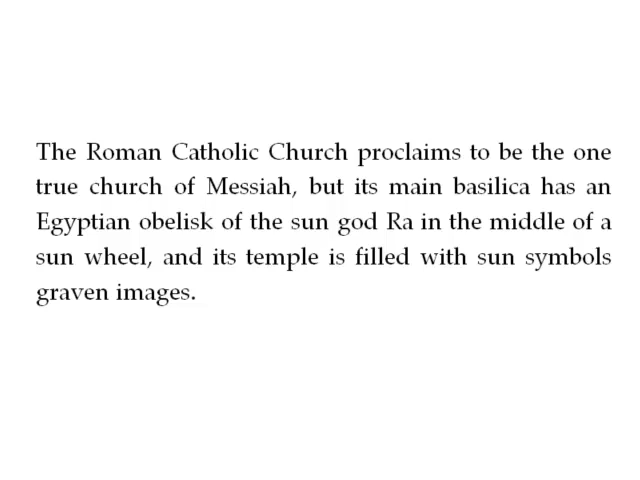 The Roman Catholic Church proclaims to be the one
true church of Messiah, but its main basilica has an
Egyptian obelisk of the sun god Ra in the middle of a
sun wheel, and its temple is filled with sun symbols
graven images.